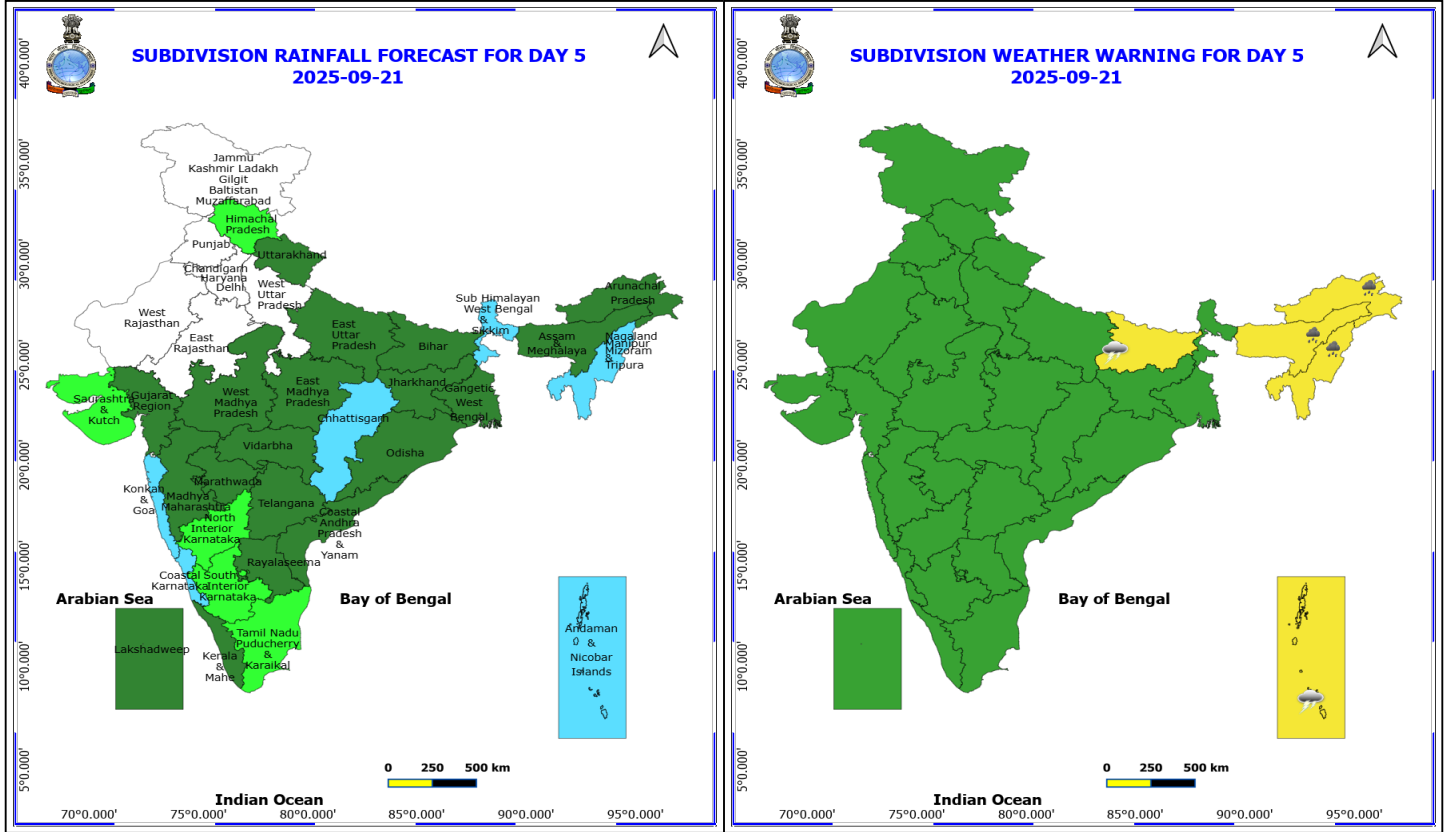 SUBDIVISION RAINFALL FORECAST FOR DAY 5
2025-09-21
40°0.000'
35°0.000'
30°0.000'
25°0.000'
20°0.000'
15°0.000'
10°0.000'
5°0.000'
Jammu
Kashmir Ladakh
Gilgit
Baltistan
Muzaffarabad
Himachal
Pradesh
Punjab
Uttarakhand
Chandigarh
Haryana
Delhi
West
Uttar
Pradesh
West
Rajasthan
East
Rajasthan
East
Uttar
Pradesh
Bihar
Sub Himalayan
West Bengal
&
Sikkim
Arunachal
Pradesh
Assam
&
Meghalaya
Nagaland
Manipur
Mizoram
&
Tripura
Saurashtra
&
Kutch
Gujarat
Region
West
Madhya
Pradesh
East
Madhya
Pradesh
Jharkhand
Gangetic
West
Bengal
Chhattisgarh
Vidarbha
Odisha
Konkan
&
Goa
Madhya
Maharashtra
Marathwada
Telangana
North
Interior
Karnataka
Coastal
Andhra
Pradesh
&
Yanam
Rayalaseema
Coastal
Karnataka
South
Interior
Karnataka
Arabian Sea
Bay of Bengal
Lakshadweep
Kerala
&
Mahe
Tamil Nadu
Puducherry
&
Karaikal
Andaman
&
Nicobar
Islands
0 250 500 km
Indian Ocean
70°0.000' 75°0.000' 80°0.000' 85°0.000' 90°0.000' 95°0.000'
SUBDIVISION WEATHER WARNING FOR DAY 5
2025-09-21
40°0.000'
35°0.000'
30°0.000'
25°0.000'
20°0.000'
15°0.000'
10°0.000'
5°0.000'
Arabian Sea
Bay of Bengal
0 250 500 km
Indian Ocean
70°0.000' 75°0.000' 80°0.000' 85°0.000' 90°0.000' 95°0.000'